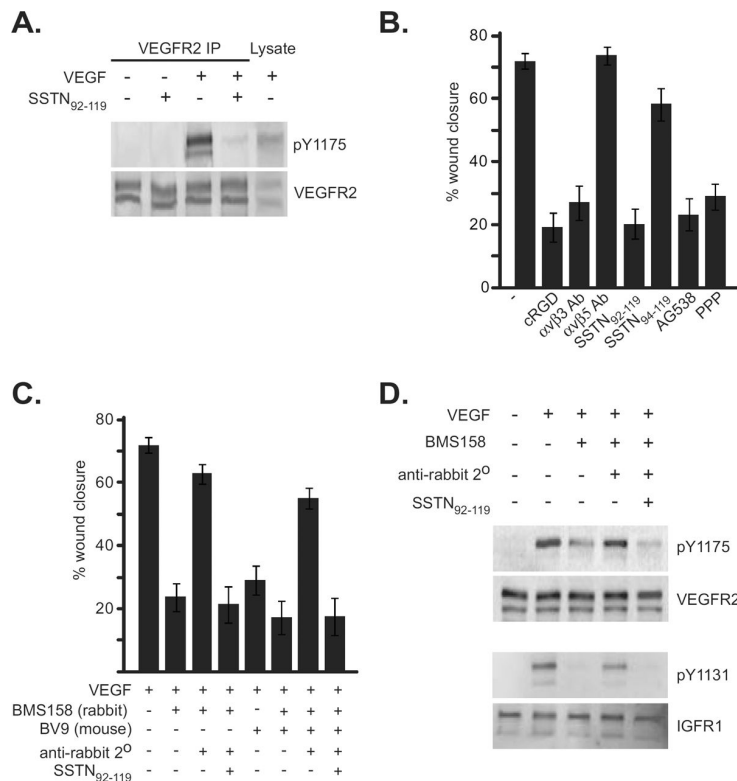 A.
VEGFR2 IP Lysate
VEGF - - + + +
SSTN92-119 - + - + -
pY1175
VEGFR2
B.
% wound closure
80
60
40
20
0
-
cRGD
αvβ3 Ab
αvβ5 Ab
SSTN92-119
SSTN94-119
AG538
PPP
C.
% wound closure
80
60
40
20
VEGF + + + + + + + +
BMS158 (rabbit) - + + + - + + +
BV9 (mouse) - - - - + + + +
anti-rabbit 2o - - + + - - + +
SSTN92-119 - - - + - - - +
D.
VEGF - + + + +
BMS158 - - + + +
anti-rabbit 2o - - - + +
SSTN92-119 - - - - +
pY1175
VEGFR2
pY1131
IGFR1